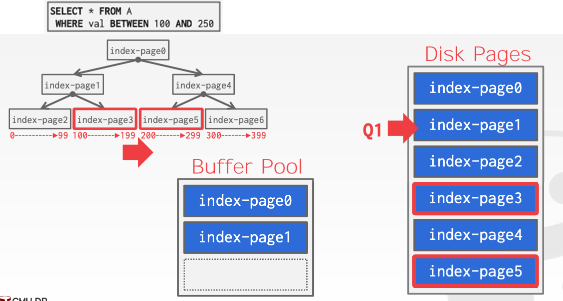 SELECT * FROM A
WHERE val BETWEEN 100 AND 250
index-page0
index-page1
index-page4
index-page2
index-page3
index-page5
index-page6
0
99
100
199
200
299
300
399
Buffer Pool
index-page0
index-page1
Disk Pages
index-page0
Q1
index-page1
index-page2
index-page3
index-page4
index-page5